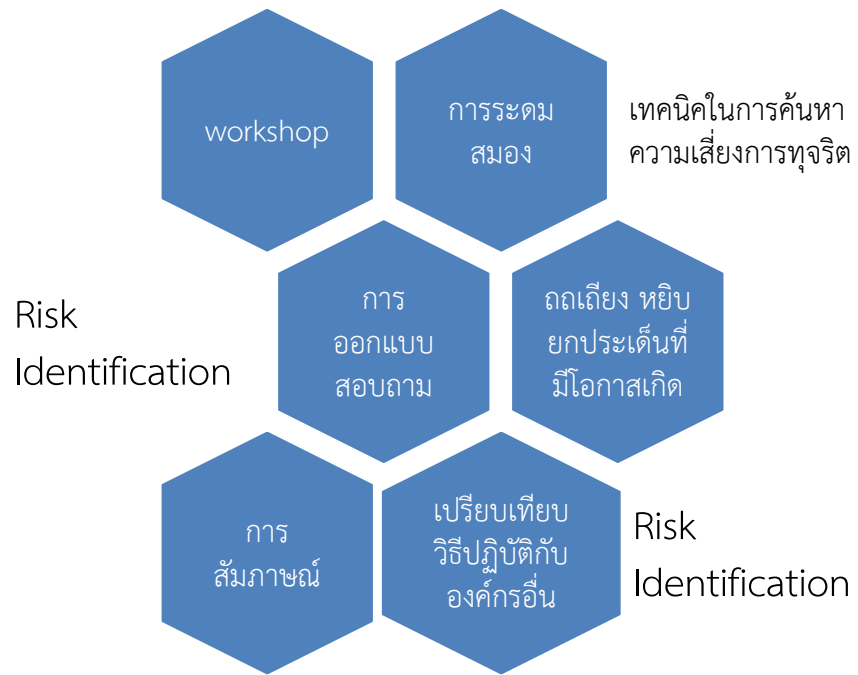 workshop
การระดม
สมอง
เทคนิคในการค้นหา
ความเสี่ยงการทุจริต
Risk
Identification
การ
ออกแบบ
สอบถาม
ถถเถียง หยิบ
ยกประเด็นที่
มีโอกาสเกิด
การ
สัมภาษณ์
เปรียบเทียบ
วิธีปฏิบัติกับ
องค์กรอื่น
Risk
Identification